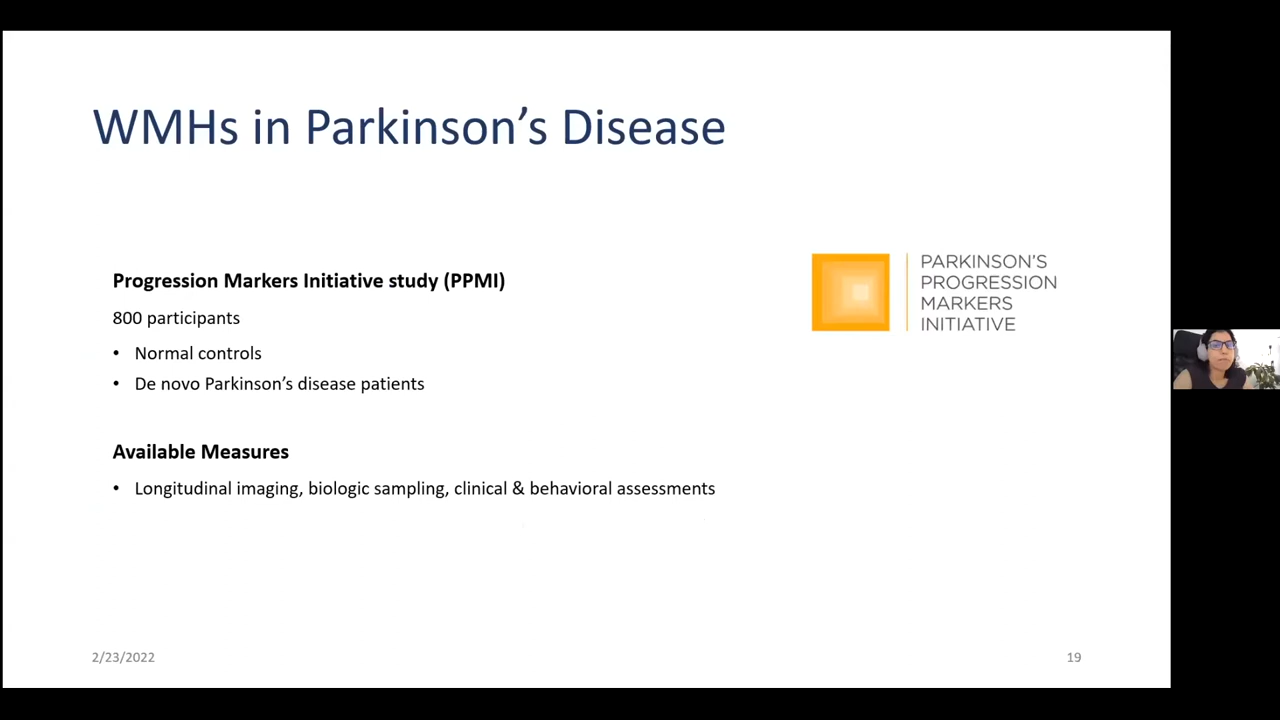 WMHs in Parkinson's Disease
Progression Markers Initiative study (PPMI)
800 participants
• Normal controls
• De novo Parkinson's disease patients
Available Measures
• Longitudinal imaging, biologic sampling, clinical & behavioral assessments
PARKINSON'S
PROGRESSION
MARKERS
INITIATIVE
2/23/2022
19